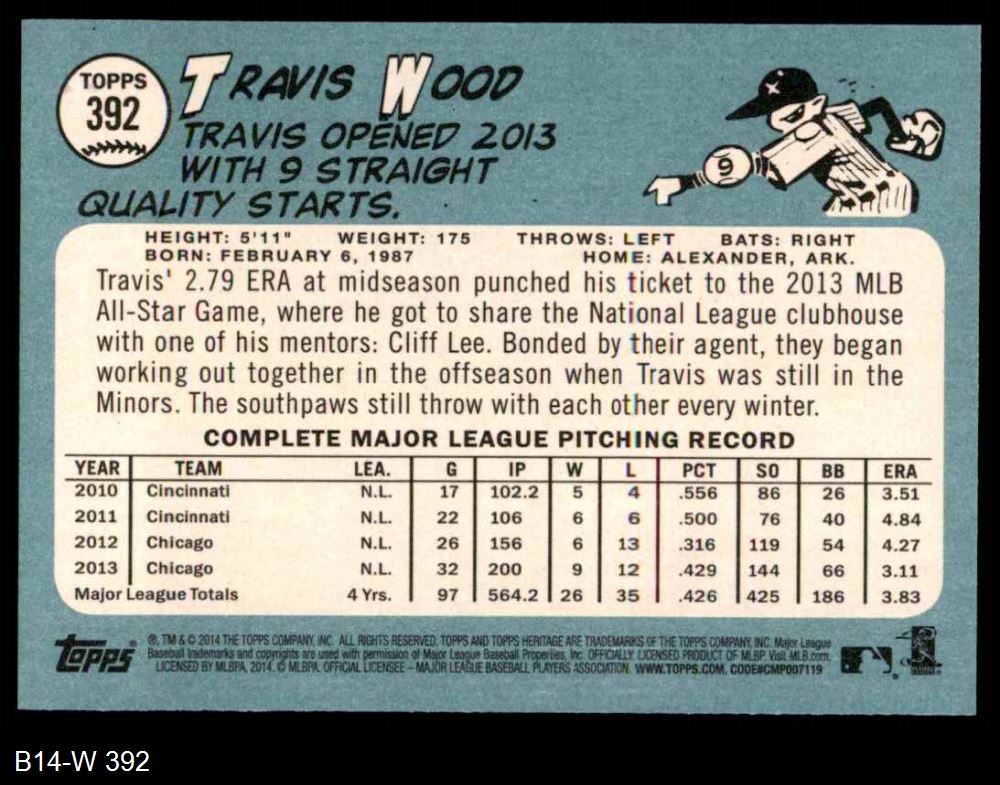 TOPPS
392
TRAVIS WOOD
TRAVIS OPENED 2013
WITH 9 STRAIGHT
QUALITY STARTS.
9
HEIGHT: 5'11" WEIGHT: 175 THROWS: LEFT BATS: RIGHT
BORN: FEBRUARY 6, 1987 HOME: ALEXANDER, ARK.
Travis' 2.79 ERA at midseason punched his ticket to the 2013 MLB
All-Star Game, where he got to share the National League clubhouse
with one of his mentors: Cliff Lee. Bonded by their agent, they began
working out together in the offseason when Travis was still in the
Minors. The southpaws still throw with each other every winter.
COMPLETE MAJOR LEAGUE PITCHING RECORD
YEAR TEAM LEA. G IP W L PCT SO BB ERA
2010 Cincinnati N.L. 17 102.2 5 4 .556 86 26 3.51
2011 Cincinnati N.L. 22 106 6 6 .500 76 40 4.84
2012 Chicago N.L. 26 156 6 13 .316 119 54 4.27
2013 Chicago N.L. 32 200 9 12 .429 144 66 3.11
Major League Totals 4 Yrs. 97 564.2 26 35 .426 425 186 3.83
Topps ®, TM & © 2014 THE TOPPS COMPANY, INC. ALL RIGHTS RESERVED. TOPPS AND TOPPS HERITAGE ARE TRADEMARKS OF THE TOPPS COMPANY, INC. Major League
Baseball trademarks and copyrights are used with permission of Major League Baseball Properties, Inc. OFFICIALLY LICENSED PRODUCT OF MLBP Visit MLB.com.
LICENSED BY MLBPA, 2014. © MLBPA. OFFICIAL LICENSEE – MAJOR LEAGUE BASEBALL PLAYERS ASSOCIATION. WWW.TOPPS.COM. CODE#CMP007119
B14-W 392